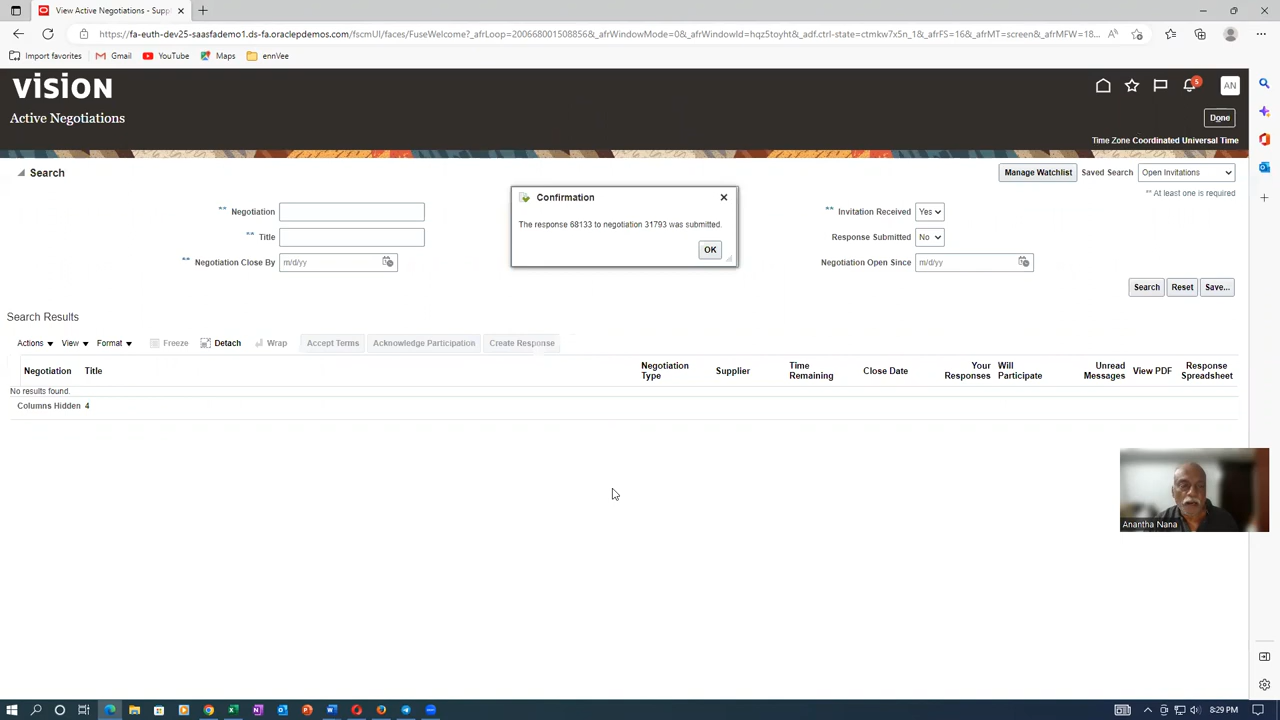 View Active Negotiations - Supp
https://fa-euth-dev25-saasfademo1.ds-fa.oraclepdemos.com/fscmUI/faces/FuseWelcome?_afrLoop=2006680015088568&_afrWindowMode=0&_afrWindowId=hqz5toyht&_adf.ctrl-state=ctmkw7x5n_1&_afrFS=16&_afrMT=screen&_afrMFW=18...
Import favorites Gmail YouTube Maps ennVee
VISION
5
AN
Active Negotiations
Done
Time Zone Coordinated Universal Time
Search
Manage Watchlist Saved Search Open Invitations
** At least one is required
** Negotiation
** Invitation Received Yes
** Title
Response Submitted No
** Negotiation Close By m/d/yy
Negotiation Open Since m/d/yy
Confirmation
The response 68133 to negotiation 31793 was submitted.
OK
Search Reset Save...
Search Results
Actions View Format Freeze Detach Wrap Accept Terms Acknowledge Participation Create Response
Negotiation Title Negotiation Type Supplier Time Remaining Close Date Your Responses Will Participate Unread Messages View PDF Response Spreadsheet
No results found.
Columns Hidden 4
Anantha Nana
8:29 PM